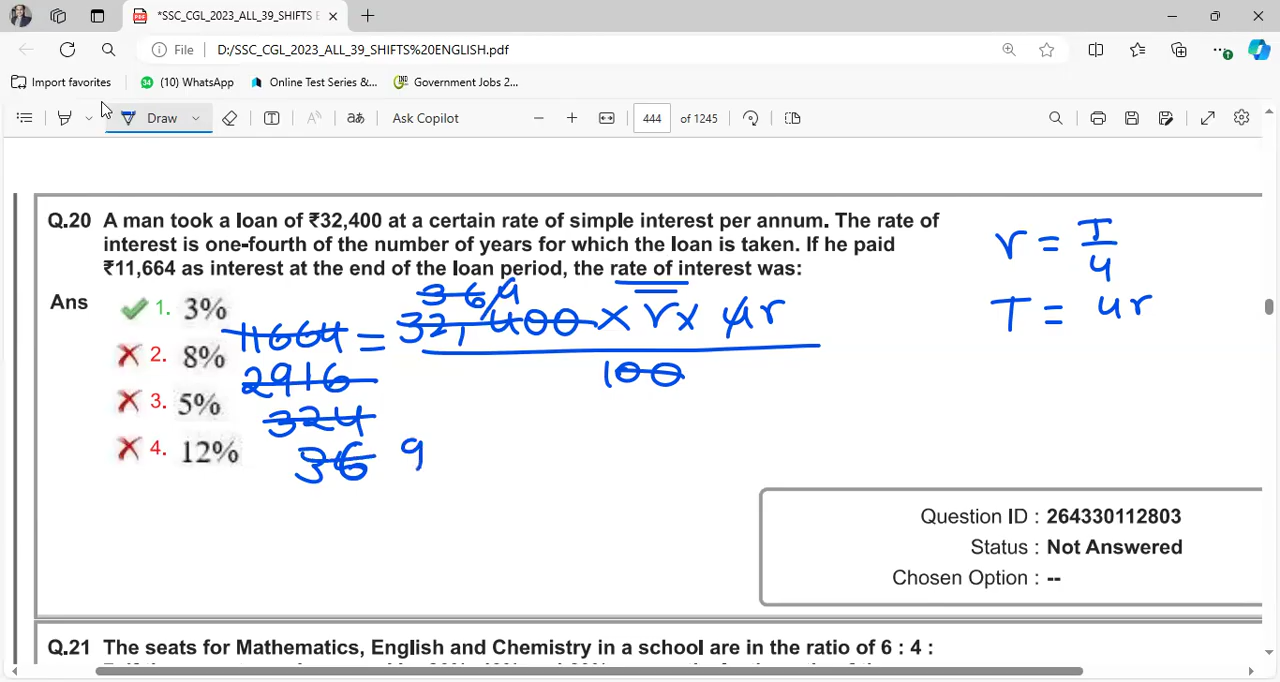 *SSC_CGL_2023_ALL_39_SHIFTS E
File D:/SSC_CGL_2023_ALL_39_SHIFTS%20ENGLISH.pdf
Import favorites (10) WhatsApp Online Test Series &... Government Jobs 2...
Draw Ask Copilot 444 of 1245
Q.20 A man took a loan of ₹32,400 at a certain rate of simple interest per annum. The rate of
interest is one-fourth of the number of years for which the loan is taken. If he paid
₹11,664 as interest at the end of the loan period, the rate of interest was:
r = T/4
T = 4r
Ans 1. 3%
2. 8%
3. 5%
4. 12%
36/9
11664 = 32,400 × r × 4r
100
2916
324
36 9
Question ID : 264330112803
Status : Not Answered
Chosen Option : --
Q.21 The seats for Mathematics, English and Chemistry in a school are in the ratio of 6 : 4 :